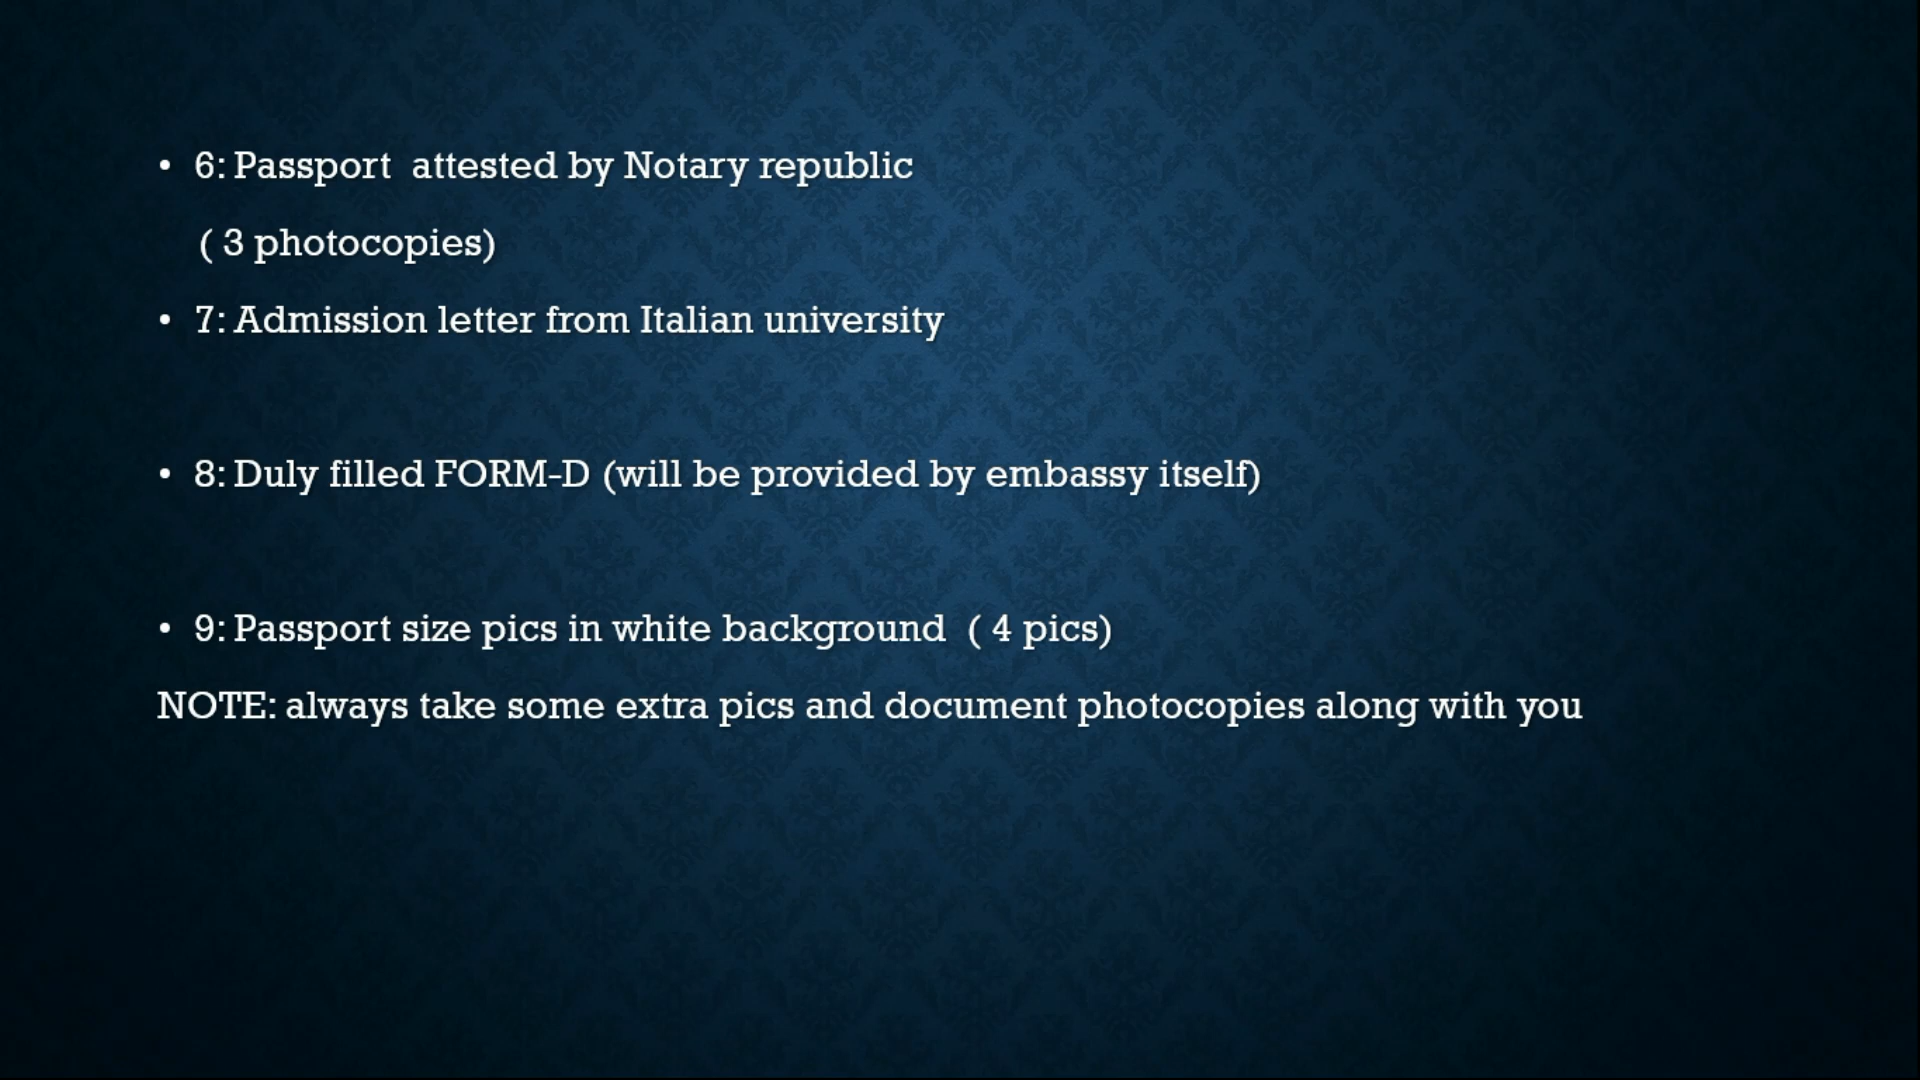 • 6: Passport  attested by Notary republic
( 3 photocopies)
• 7: Admission letter from Italian university
• 8: Duly filled FORM-D (will be provided by embassy itself)
• 9: Passport size pics in white background  ( 4 pics)
NOTE: always take some extra pics and document photocopies along with you